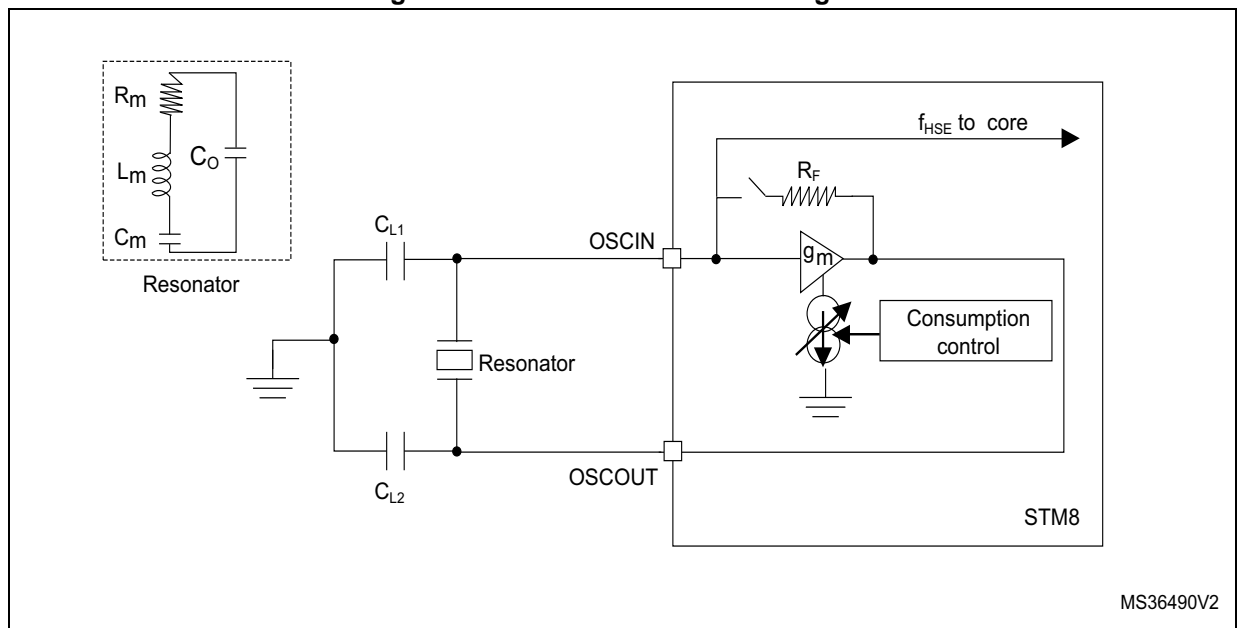 Rm
Lm
Cm
CO
Resonator
CL1
CL2
Resonator
OSCIN
OSCOUT
fHSE to core
RF
gm
Consumption
control
STM8
MS36490V2